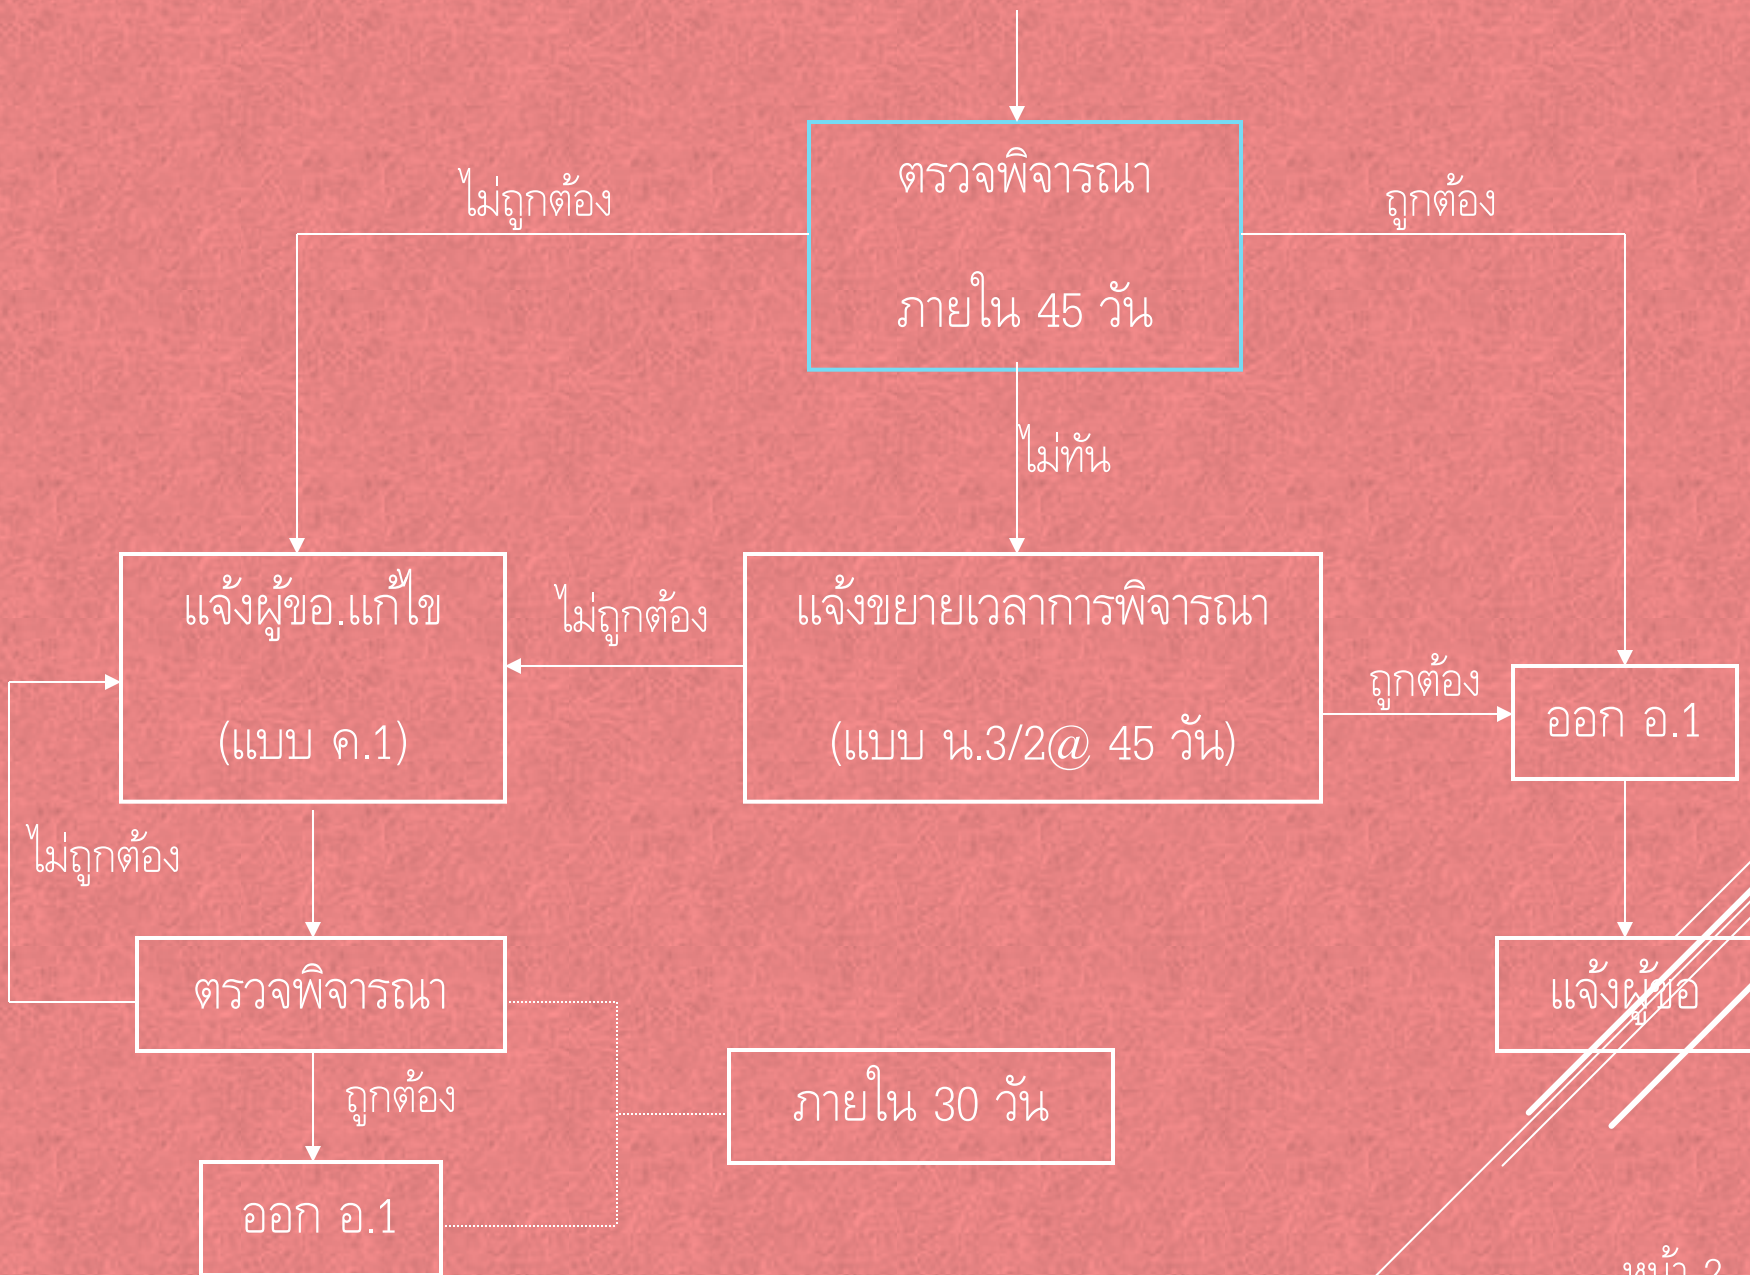 ตรวจพิจารณา
ภายใน 45 วัน
ไม่ถูกต้อง
ถูกต้อง
ไม่ทัน
แจ้งผู้ขอ.แก้ไข
(แบบ ค.1)
ไม่ถูกต้อง
แจ้งขยายเวลาการพิจารณา
(แบบ น.3/2@ 45 วัน)
ถูกต้อง
ออก อ.1
ไม่ถูกต้อง
ตรวจพิจารณา
แจ้งผู้ขอ
ถูกต้อง
ภายใน 30 วัน
ออก อ.1
หน้า 2